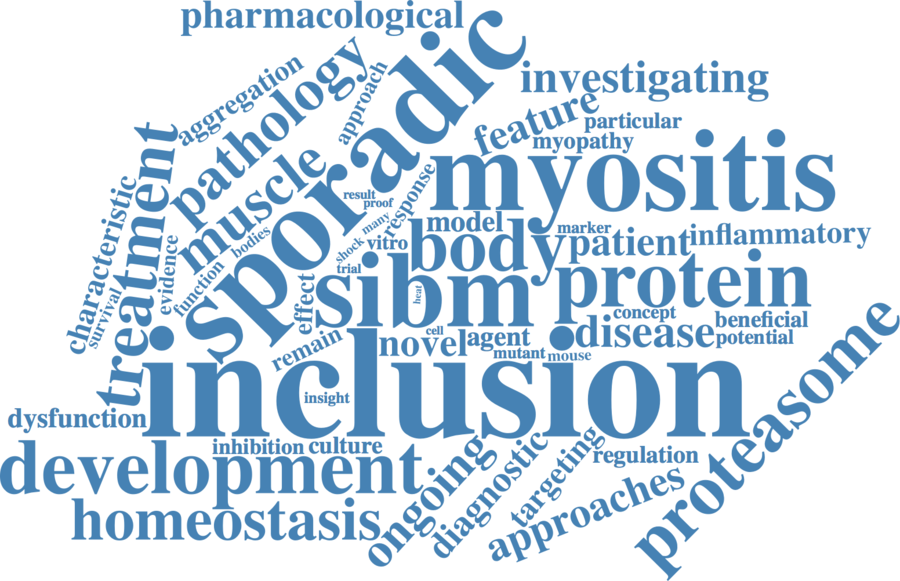 pharmacological
sporadic
investigating
aggregation
pathology
approach
feature
particular
myopathy
myositis
treatment
muscle
characteristic
result
proof
response
many
shock
vitro
model
body
marker
patient
inflammatory
evidence
bodies
function
survival
trial
effect
sibm
heat
protein
concept
beneficial
remain
cell
novel
agent
disease
potential
mutant
mouse
inclusion
insight
proteasome
dysfunction
inhibition
culture
development
ongoing
diagnostic
targeting
regulation
approaches
homeostasis